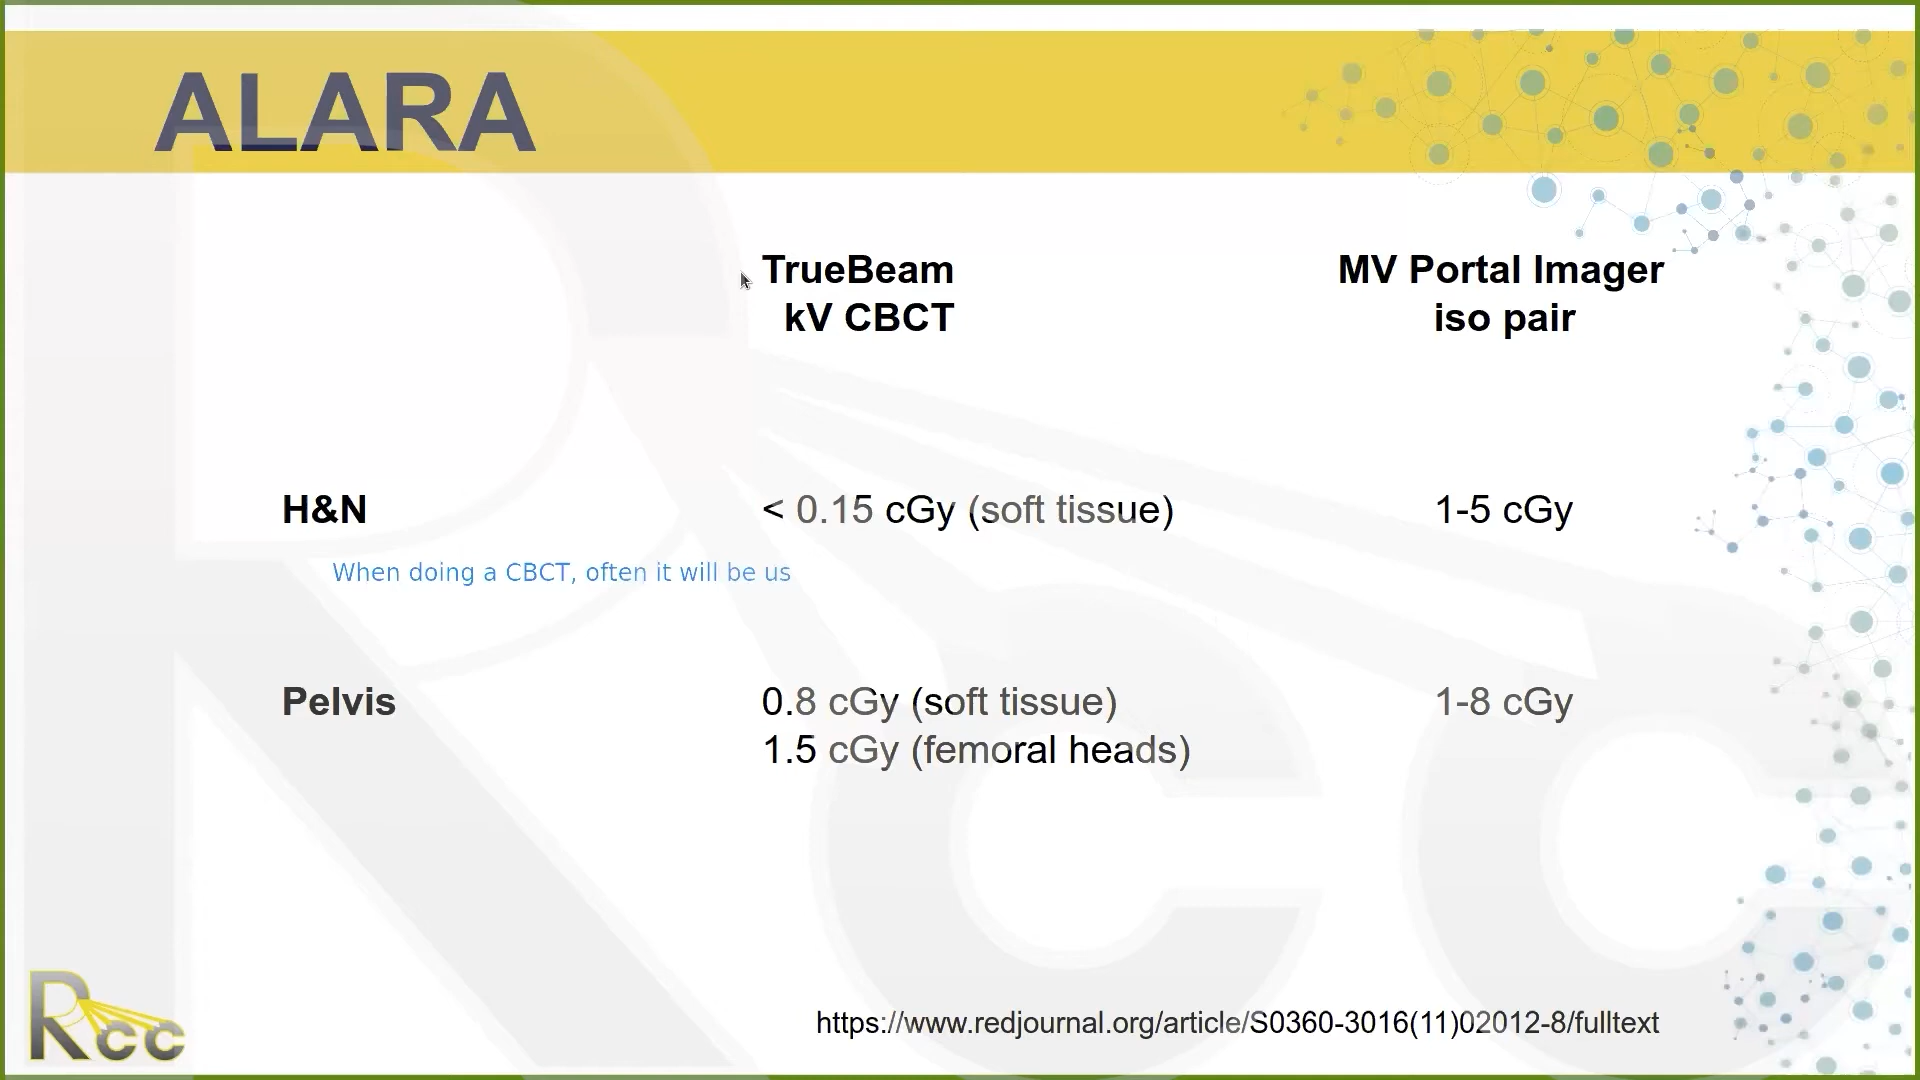 ALARA
TrueBeam
kV CBCT
MV Portal Imager
iso pair
H&N
< 0.15 cGy (soft tissue)
1-5 cGy
When doing a CBCT, often it will be us
Pelvis
0.8 cGy (soft tissue)
1-8 cGy
1.5 cGy (femoral heads)
https://www.redjournal.org/article/S0360-3016(11)02012-8/fulltext
Rcc